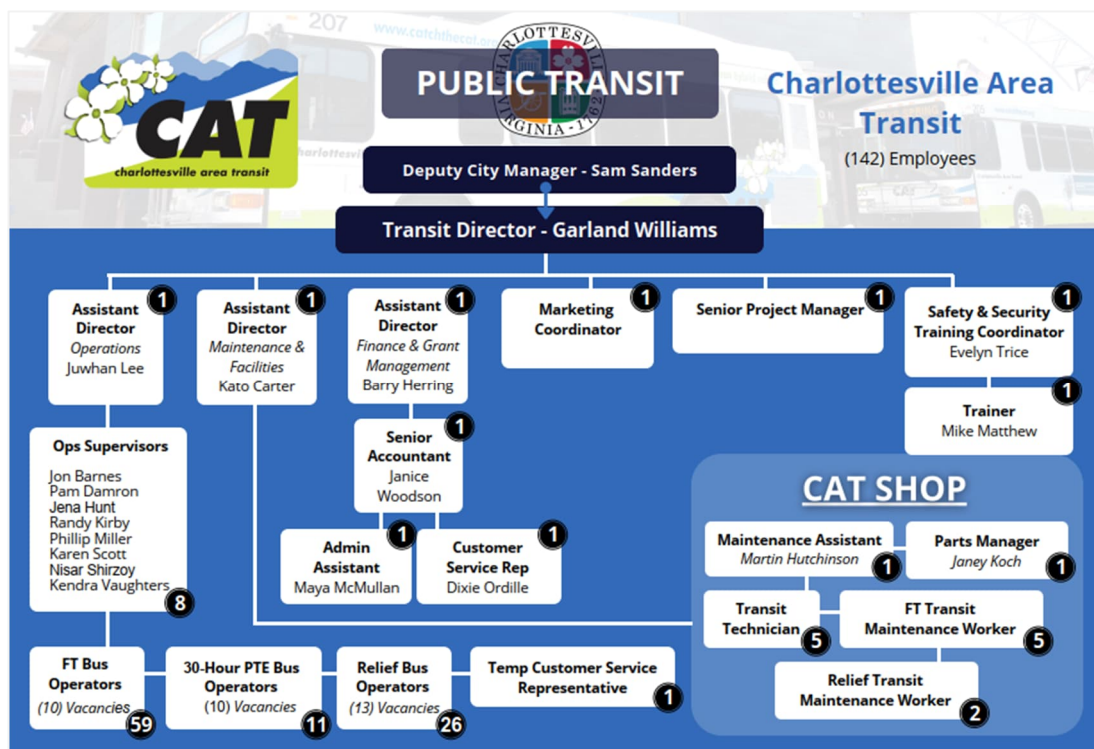 207
www.catchthecat.org
CHARLOTTESVILLE
VIRGINIA - 1762
PUBLIC TRANSIT
CAT
charlottesville area transit
Charlottesville Area
Transit
(142) Employees
Deputy City Manager - Sam Sanders
Transit Director - Garland Williams
1
Assistant
Director
Operations
Juwhan Lee
1
Assistant
Director
Maintenance &
Facilities
Kato Carter
1
Assistant
Director
Finance & Grant
Management
Barry Herring
1
Marketing
Coordinator
1
Senior Project Manager
1
Safety & Security
Training Coordinator
Evelyn Trice
1
Trainer
Mike Matthew
Ops Supervisors
Jon Barnes
Pam Damron
Jena Hunt
Randy Kirby
Phillip Miller
Karen Scott
Nisar Shirzoy
Kendra Vaughters
8
1
Senior
Accountant
Janice
Woodson
1
Admin
Assistant
Maya McMullan
1
Customer
Service Rep
Dixie Ordille
CAT SHOP
Maintenance Assistant
Martin Hutchinson
1
Parts Manager
Janey Koch
1
Transit
Technician
5
FT Transit
Maintenance Worker
5
Relief Transit
Maintenance Worker
2
FT Bus
Operators
(10) Vacancies
59
30-Hour PTE Bus
Operators
(10) Vacancies
11
Relief Bus
Operators
(13) Vacancies
26
Temp Customer Service
Representative
1